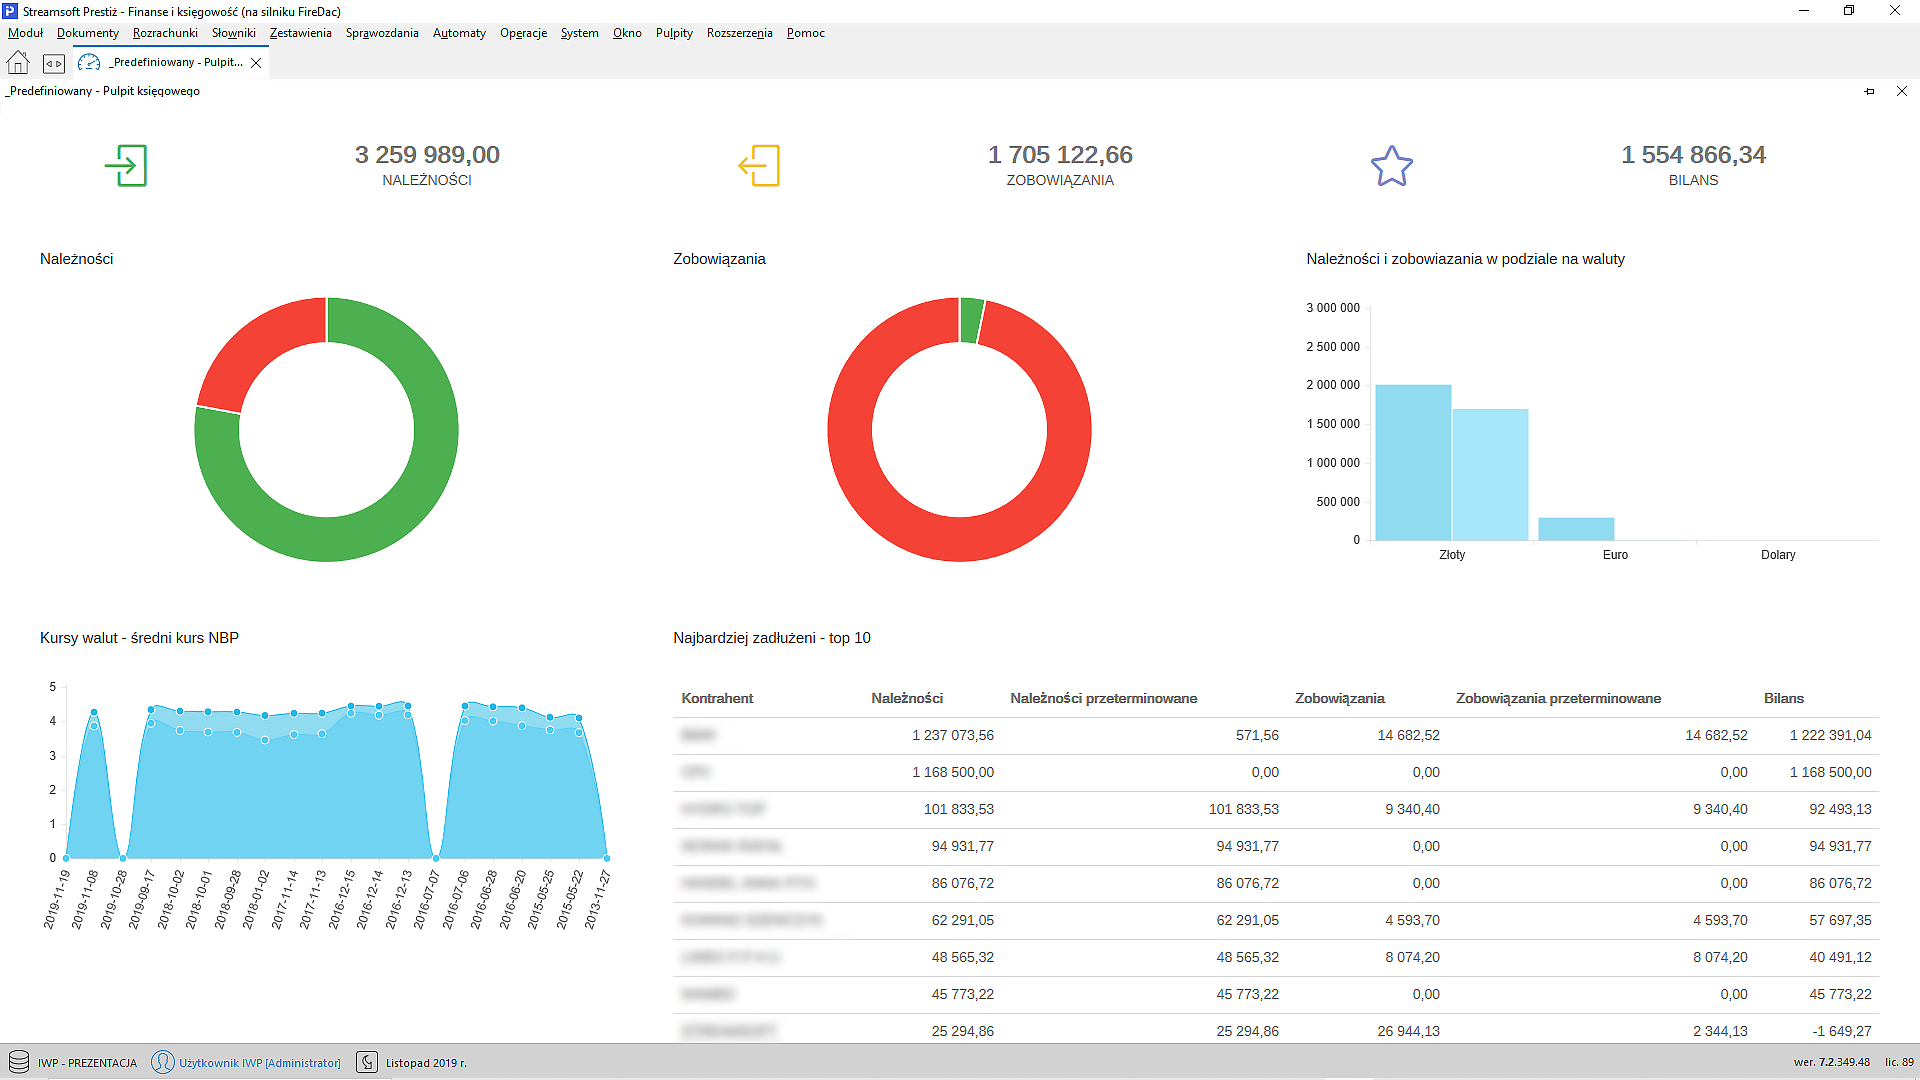 Streamsoft Prestiż - Finanse i księgowość (na silniku FireDac)
Moduł Dokumenty Rozrachunki Słowniki Zestawienia Sprawozdania Automaty Operacje System Okno Pulpity Rozszerzenia Pomoc
_Predefiniowany - Pulpit...
_Predefiniowany - Pulpit księgowego
3 259 989,00
NALEŻNOŚCI
1 705 122,66
ZOBOWIĄZANIA
1 554 866,34
BILANS
Należności
Zobowiązania
Należności i zobowiazania w podziale na waluty
3 000 000
2 500 000
2 000 000
1 500 000
1 000 000
500 000
0
Złoty Euro Dolary
Kursy walut - średni kurs NBP
5
4
3
2
1
0
2019-11-19 2019-11-08 2019-10-28 2019-09-17 2018-10-02 2018-10-01 2018-09-28 2018-01-02 2017-11-14 2017-11-13 2016-12-15 2016-12-14 2016-12-13 2016-07-07 2016-07-06 2016-06-28 2016-06-20 2015-05-25 2015-05-22 2013-11-27
Najbardziej zadłużeni - top 10
Kontrahent Należności Należności przeterminowane Zobowiązania Zobowiązania przeterminowane Bilans
1 237 073,56 571,56 14 682,52 14 682,52 1 222 391,04
1 168 500,00 0,00 0,00 0,00 1 168 500,00
101 833,53 101 833,53 9 340,40 9 340,40 92 493,13
94 931,77 94 931,77 0,00 0,00 94 931,77
86 076,72 86 076,72 0,00 0,00 86 076,72
62 291,05 62 291,05 4 593,70 4 593,70 57 697,35
48 565,32 48 565,32 8 074,20 8 074,20 40 491,12
45 773,22 45 773,22 0,00 0,00 45 773,22
25 294,86 25 294,86 26 944,13 2 344,13 -1 649,27
IWP - PREZENTACJA Użytkownik IWP [Administrator] Listopad 2019 r. wer. 7.2.349.48 lic. 89